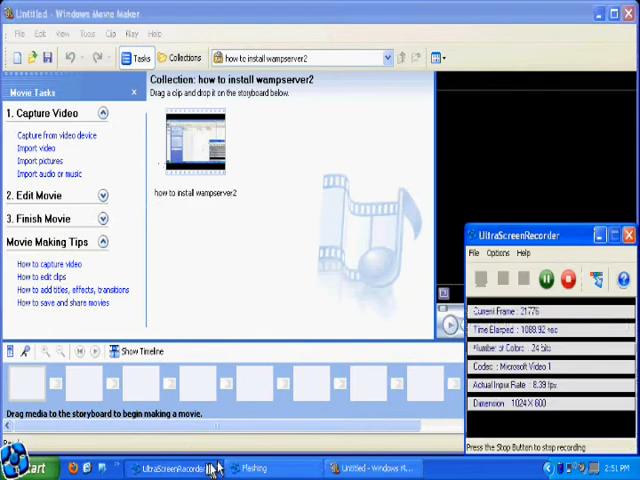 Untitled - Windows Movie Maker
File Edit View Tools Clip Play Help
Tasks Collections how to install wampserver2
Movie Tasks
1. Capture Video
Capture from video device
Import video
Import pictures
Import audio or music
2. Edit Movie
3. Finish Movie
Movie Making Tips
How to capture video
How to edit clips
How to add titles, effects, transitions
How to save and share movies
Collection: how to install wampserver2
Drag a clip and drop it on the storyboard below.
how to install wampserver2
UltraScreenRecorder
File Options Help
Current Frame : 21776
Time Elapsed : 1088.92 sec
Number of Colors : 24 bits
Codec : Microsoft Video 1
Actual Input Rate : 8.39 fps
Dimension : 1024 X 600
Press the Stop Button to stop recording
Show Timeline
Drag media to the storyboard to begin making a movie.
start UltraScreenRecorder Flashing Untitled - Windows M... 2:51 PM